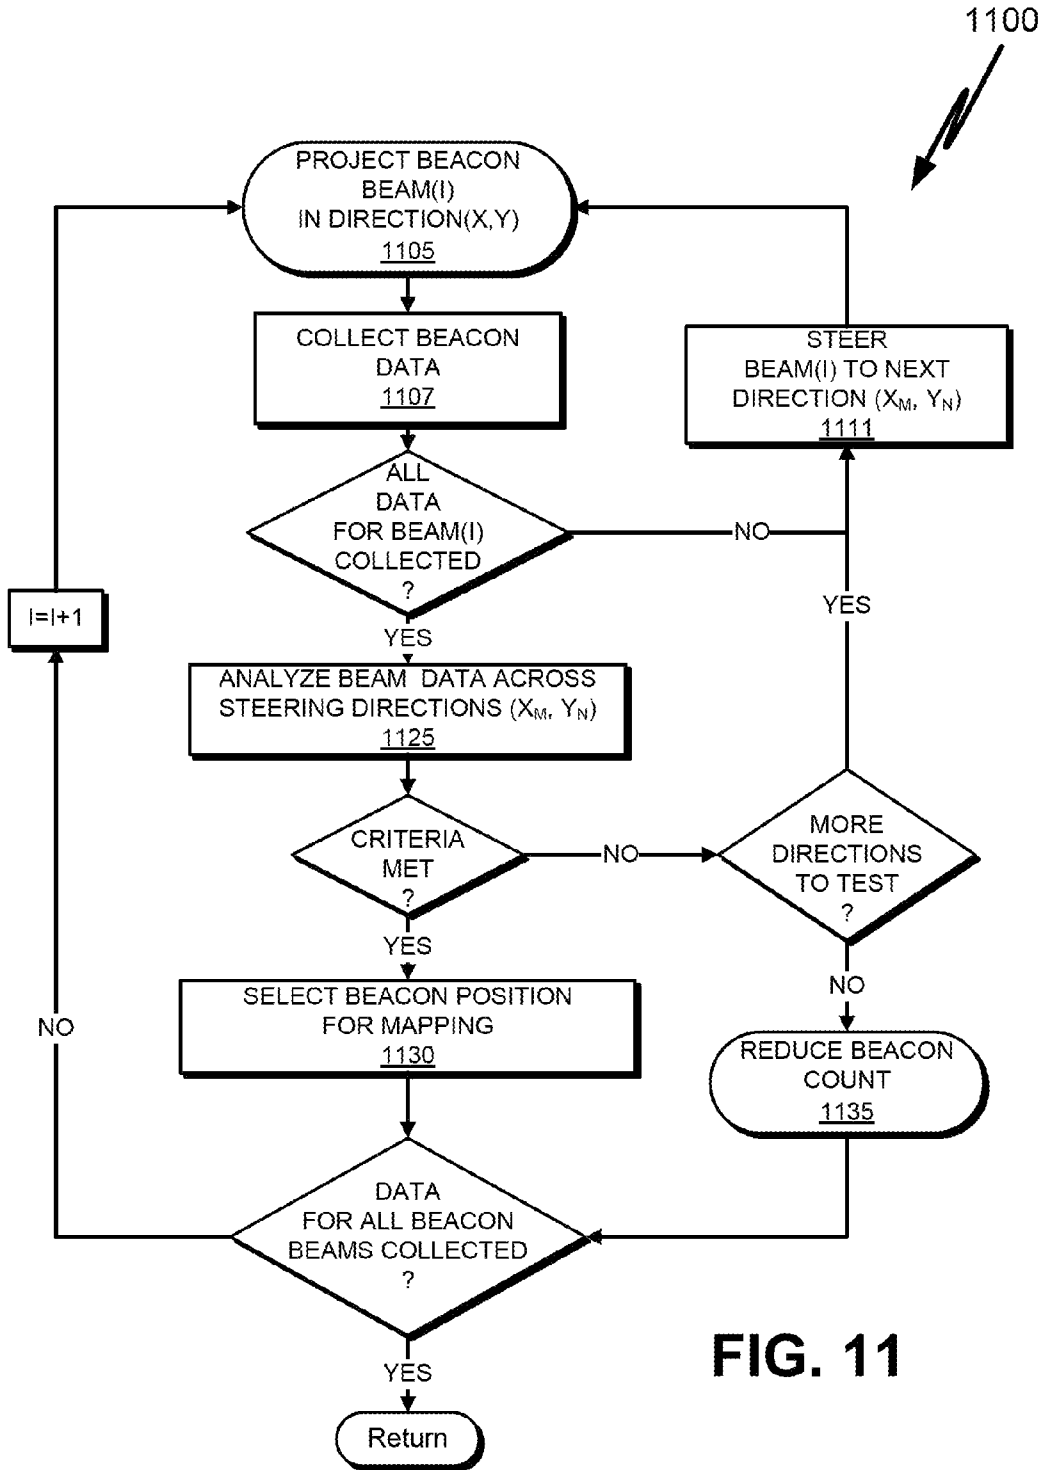 1100
PROJECT BEACON
BEAM(I)
IN DIRECTION(X,Y)
1105
COLLECT BEACON
DATA
1107
STEER
BEAM(I) TO NEXT
DIRECTION (XM, YN)
1111
ALL
DATA
FOR BEAM(I)
COLLECTED
?
NO
YES
I=I+1
YES
ANALYZE BEAM DATA ACROSS
STEERING DIRECTIONS (XM, YN)
1125
CRITERIA
MET
?
NO
MORE
DIRECTIONS
TO TEST
?
YES
NO
SELECT BEACON POSITION
FOR MAPPING
1130
NO
REDUCE BEACON
COUNT
1135
DATA
FOR ALL BEACON
BEAMS COLLECTED
?
YES
Return
FIG. 11